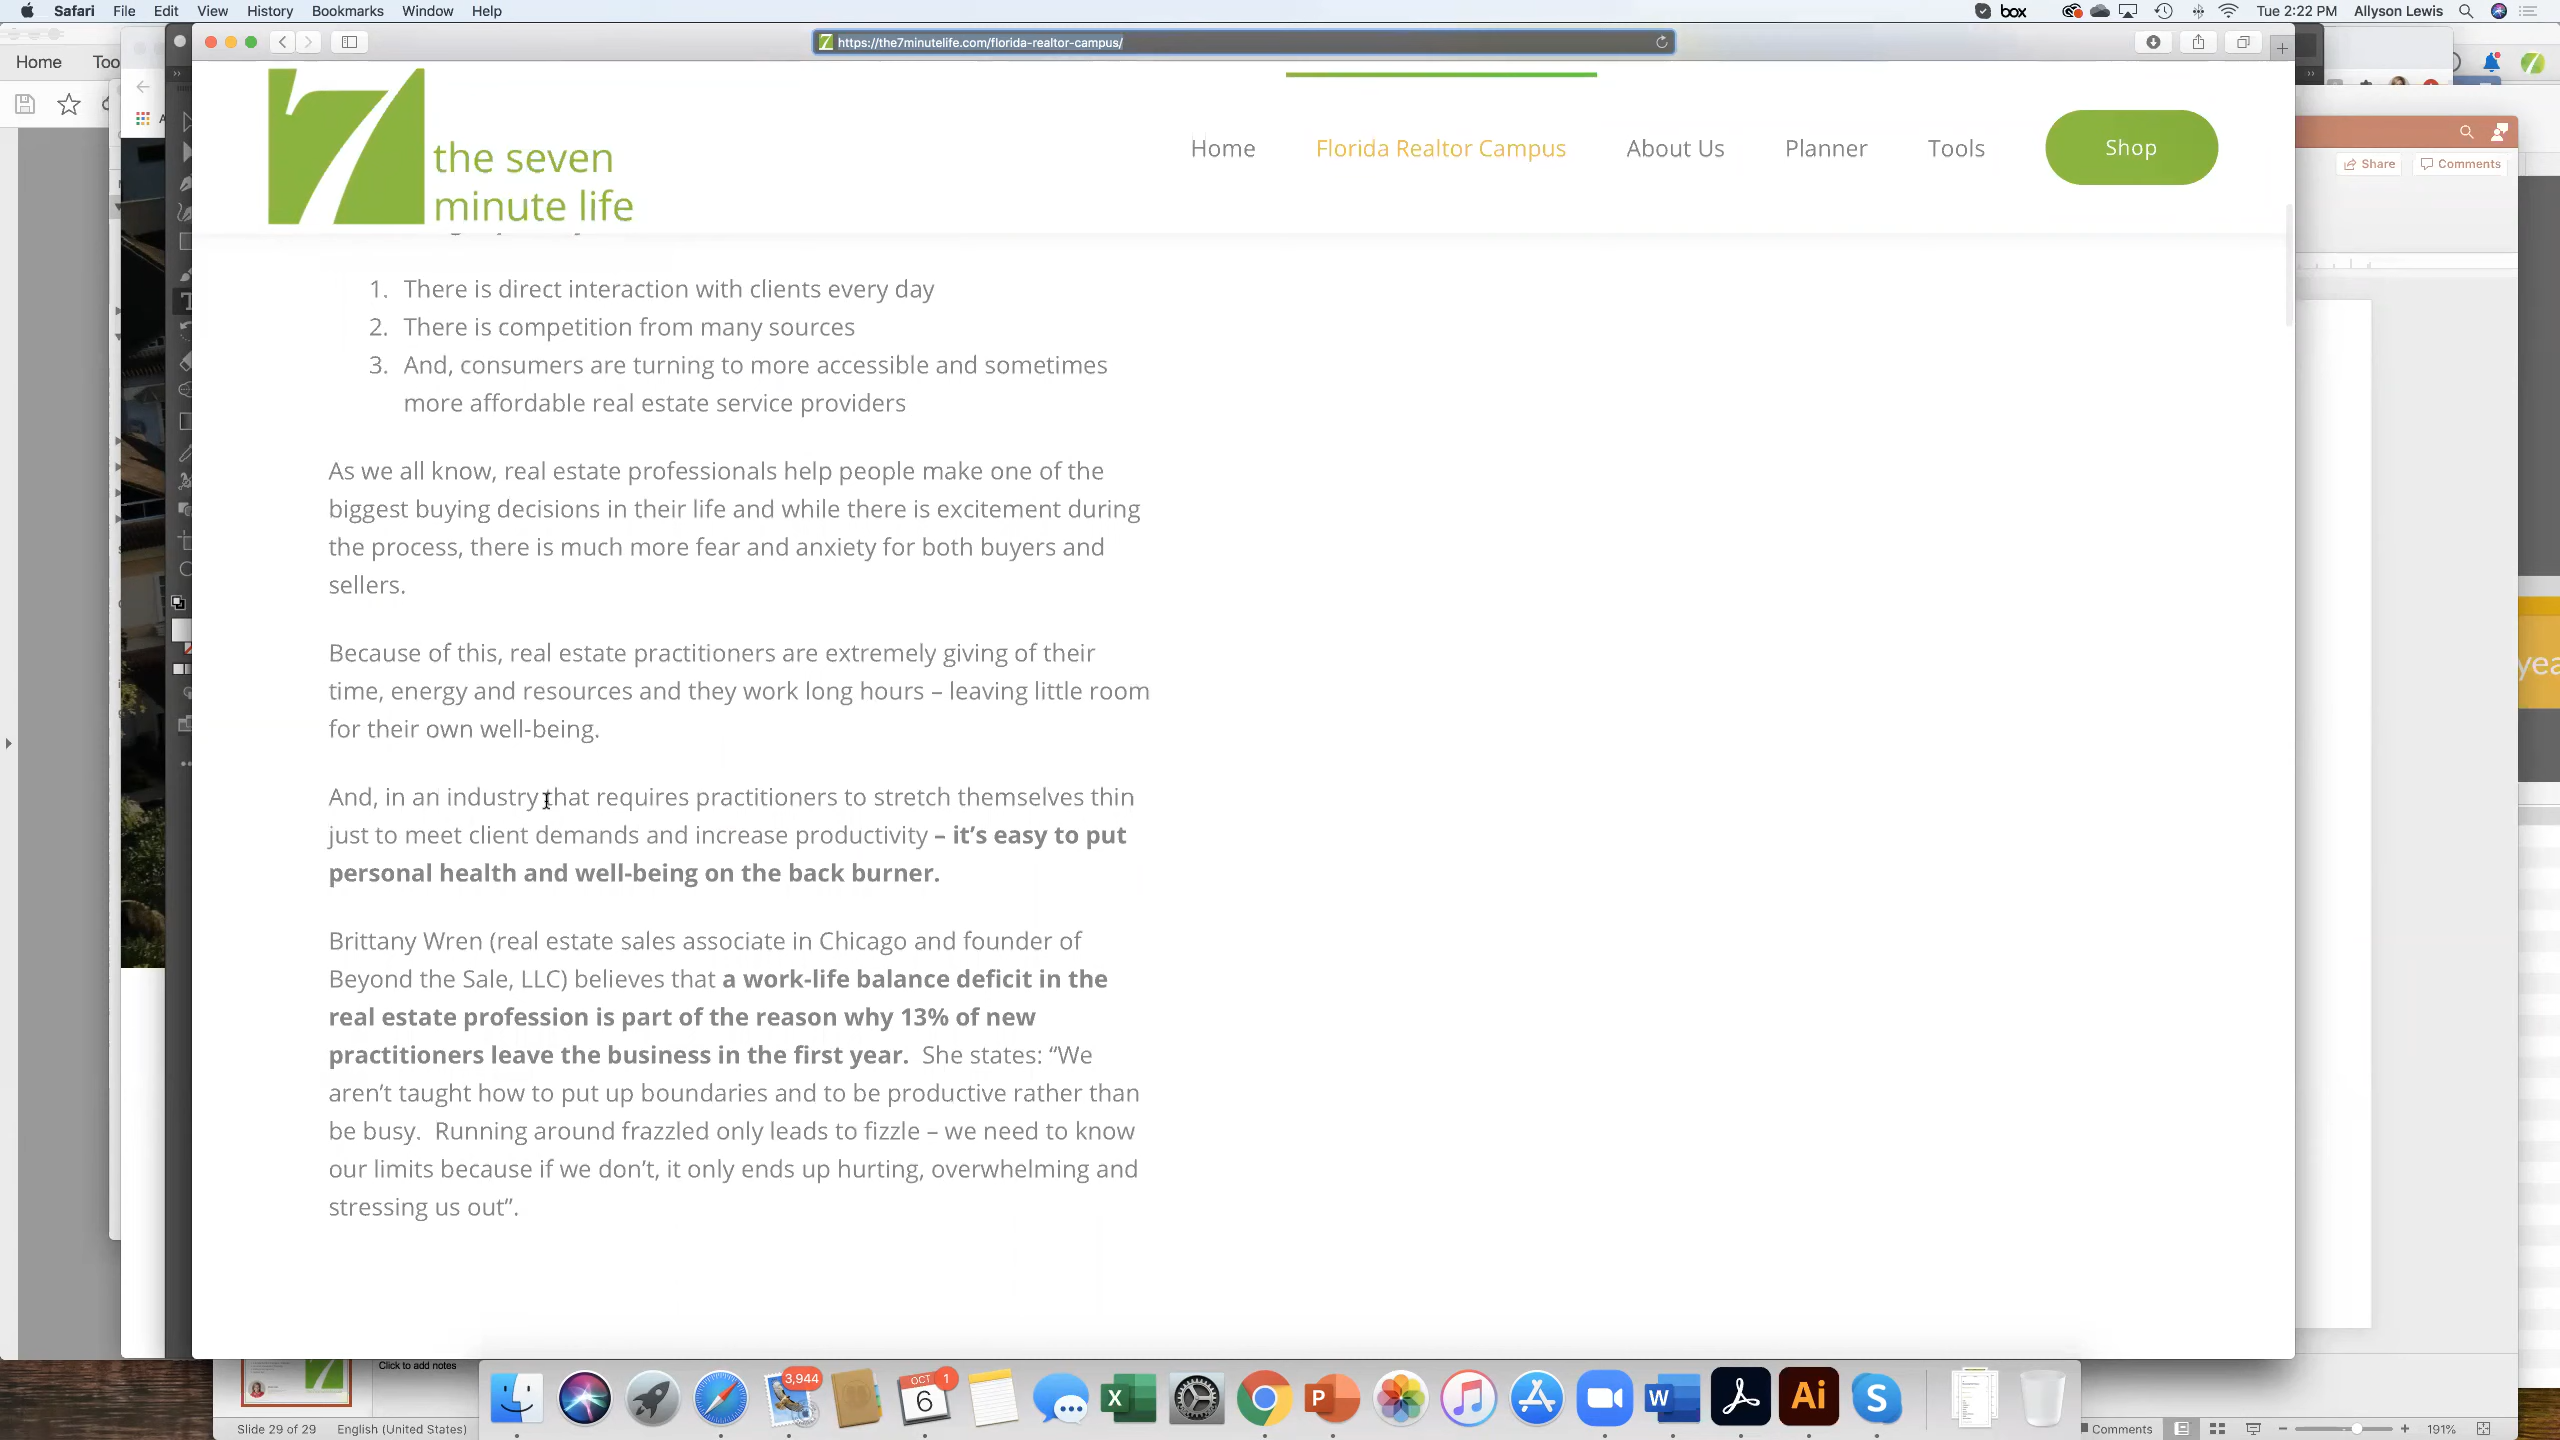 Safari File Edit View History Bookmarks Window Help
box
Tue 2:22 PM Allyson Lewis
https://the7minutelife.com/florida-realtor-campus/
Home
7 the seven
minute life
Home Florida Realtor Campus About Us Planner Tools Shop
Share Comments
1. There is direct interaction with clients every day
2. There is competition from many sources
3. And, consumers are turning to more accessible and sometimes
more affordable real estate service providers
As we all know, real estate professionals help people make one of the
biggest buying decisions in their life and while there is excitement during
the process, there is much more fear and anxiety for both buyers and
sellers.
Because of this, real estate practitioners are extremely giving of their
time, energy and resources and they work long hours – leaving little room
for their own well-being.
And, in an industry that requires practitioners to stretch themselves thin
just to meet client demands and increase productivity – it’s easy to put
personal health and well-being on the back burner.
Brittany Wren (real estate sales associate in Chicago and founder of
Beyond the Sale, LLC) believes that a work-life balance deficit in the
real estate profession is part of the reason why 13% of new
practitioners leave the business in the first year.  She states: “We
aren’t taught how to put up boundaries and to be productive rather than
be busy.  Running around frazzled only leads to fizzle – we need to know
our limits because if we don’t, it only ends up hurting, overwhelming and
stressing us out”.
Click to add notes
3,944
OCT
6
1
X
P
W
Ai
S
Slide 29 of 29 English (United States)
Comments
191%